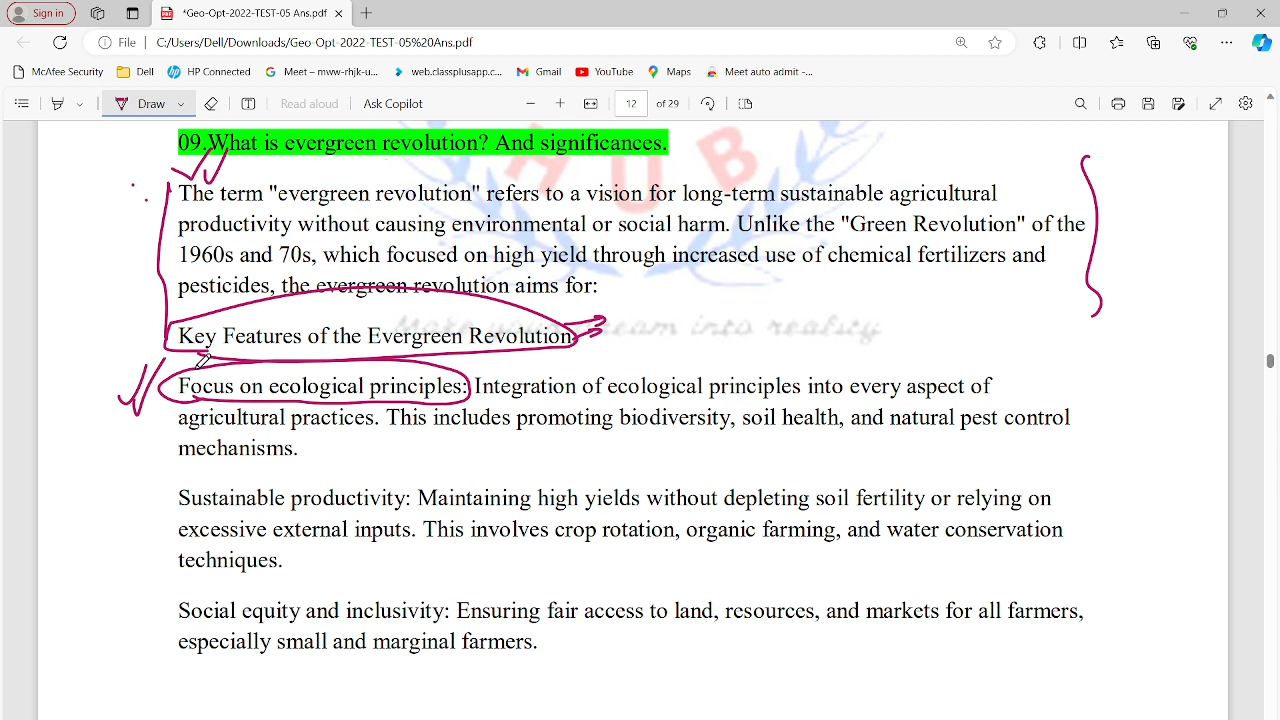 Sign in
*Geo-Opt-2022-TEST-05 Ans.pdf
File
C:/Users/Dell/Downloads/Geo-Opt-2022-TEST-05%20Ans.pdf
McAfee Security
Dell
HP Connected
Meet – mvw-rhjk-u...
web.classplusapp.c...
Gmail
YouTube
Maps
Meet auto admit -...
Draw
Read aloud
Ask Copilot
12
of 29
HUB
Make your dream into reality
09.What is evergreen revolution? And significances.
The term "evergreen revolution" refers to a vision for long-term sustainable agricultural
productivity without causing environmental or social harm. Unlike the "Green Revolution" of the
1960s and 70s, which focused on high yield through increased use of chemical fertilizers and
pesticides, the evergreen revolution aims for:
Key Features of the Evergreen Revolution
Focus on ecological principles: Integration of ecological principles into every aspect of
agricultural practices. This includes promoting biodiversity, soil health, and natural pest control
mechanisms.
Sustainable productivity: Maintaining high yields without depleting soil fertility or relying on
excessive external inputs. This involves crop rotation, organic farming, and water conservation
techniques.
Social equity and inclusivity: Ensuring fair access to land, resources, and markets for all farmers,
especially small and marginal farmers.